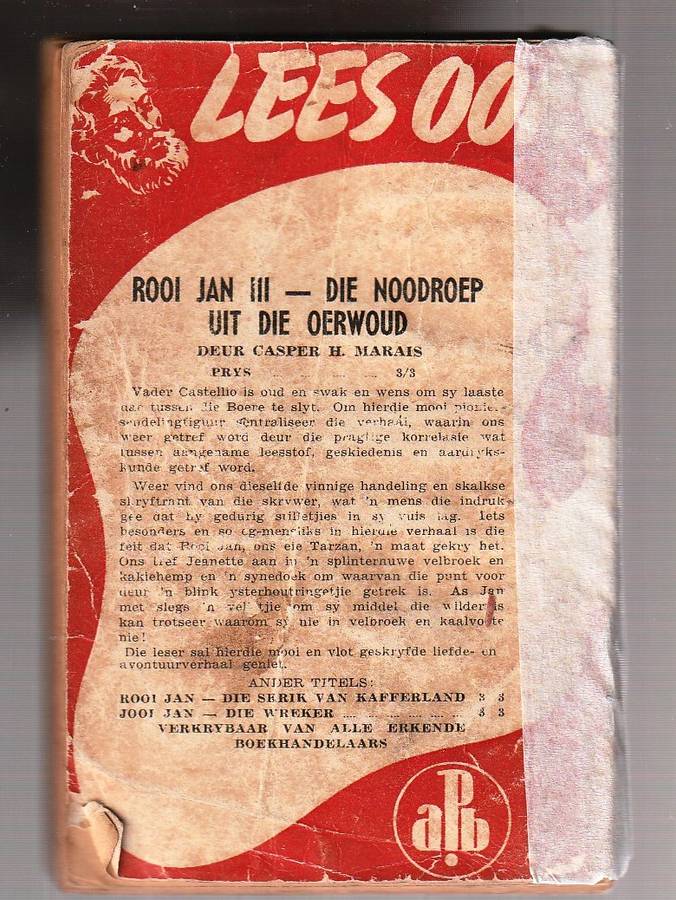 LEES OO
ROOI JAN III — DIE NOODROEP
UIT DIE OERWOUD
DEUR CASPER H. MARAIS
PRYS .... .... .... .... 3/3
Vader Castellio is oud en swak en wens om sy laaste
tussen die Boere te slyt. Om hierdie mooi pionier-
sendelingfiguur sentraliseer die verhaal, waarin ons
weer getref word deur die pragtige korrelasie wat
tussen aangename leesstof, geskiedenis en aardryks-
kunde getref word.
Weer vind ons dieselfde vinnige handeling en skalkse
skryftrant van die skrywer, wat 'n mens die indruk
gee dat hy gedurig stilletjies in sy vuis lag. Iets
besonders en so eg-mensliks in hierdie verhaal is die
feit dat Rooi Jan, ons eie Tarzan, 'n maat gekry het.
Ons tref Jeanette aan in 'n splinternuwe velbroek en
kakiehemp en 'n synedoek om waarvan die punt voor
deur 'n blink ysterhoutringetjie getrek is. As Jan
met slegs 'n velletjie om sy middel die wildernis
kan trotseer waarom sy nie in velbroek en kaalvoete
nie!
Die leser sal hierdie mooi en vlot geskryfde liefde- en
avontuurverhaal geniet.
ANDER TITELS:
ROOI JAN — DIE SKRIK VAN KAFFERLAND 3 3
ROOI JAN — DIE WREKER .... .... .... .... 3 3
VERKRYBAAR VAN ALLE ERKENDE
BOEKHANDELAARS
aPb